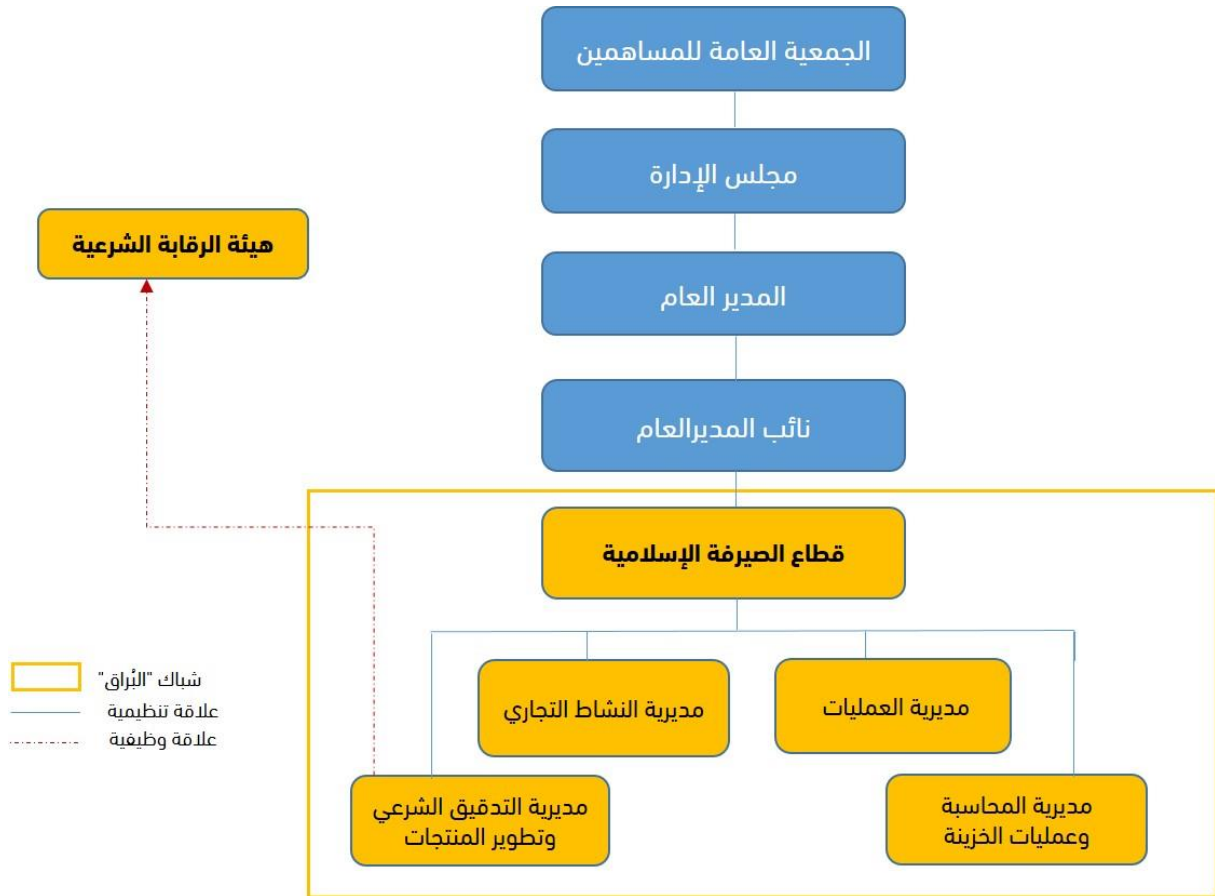 الجمعية العامة للمساهمين
مجلس الإدارة
هيئة الرقابة الشرعية
المدير العام
نائب المديرالعام
قطاع الصيرفة الإسلامية
مديرية العمليات
مديرية النشاط التجاري
مديرية المحاسبة
وعمليات الخزينة
مديرية التدقيق الشرعي
وتطوير المنتجات
شباك "البُراق"
علاقة تنظيمية
علاقة وظيفية